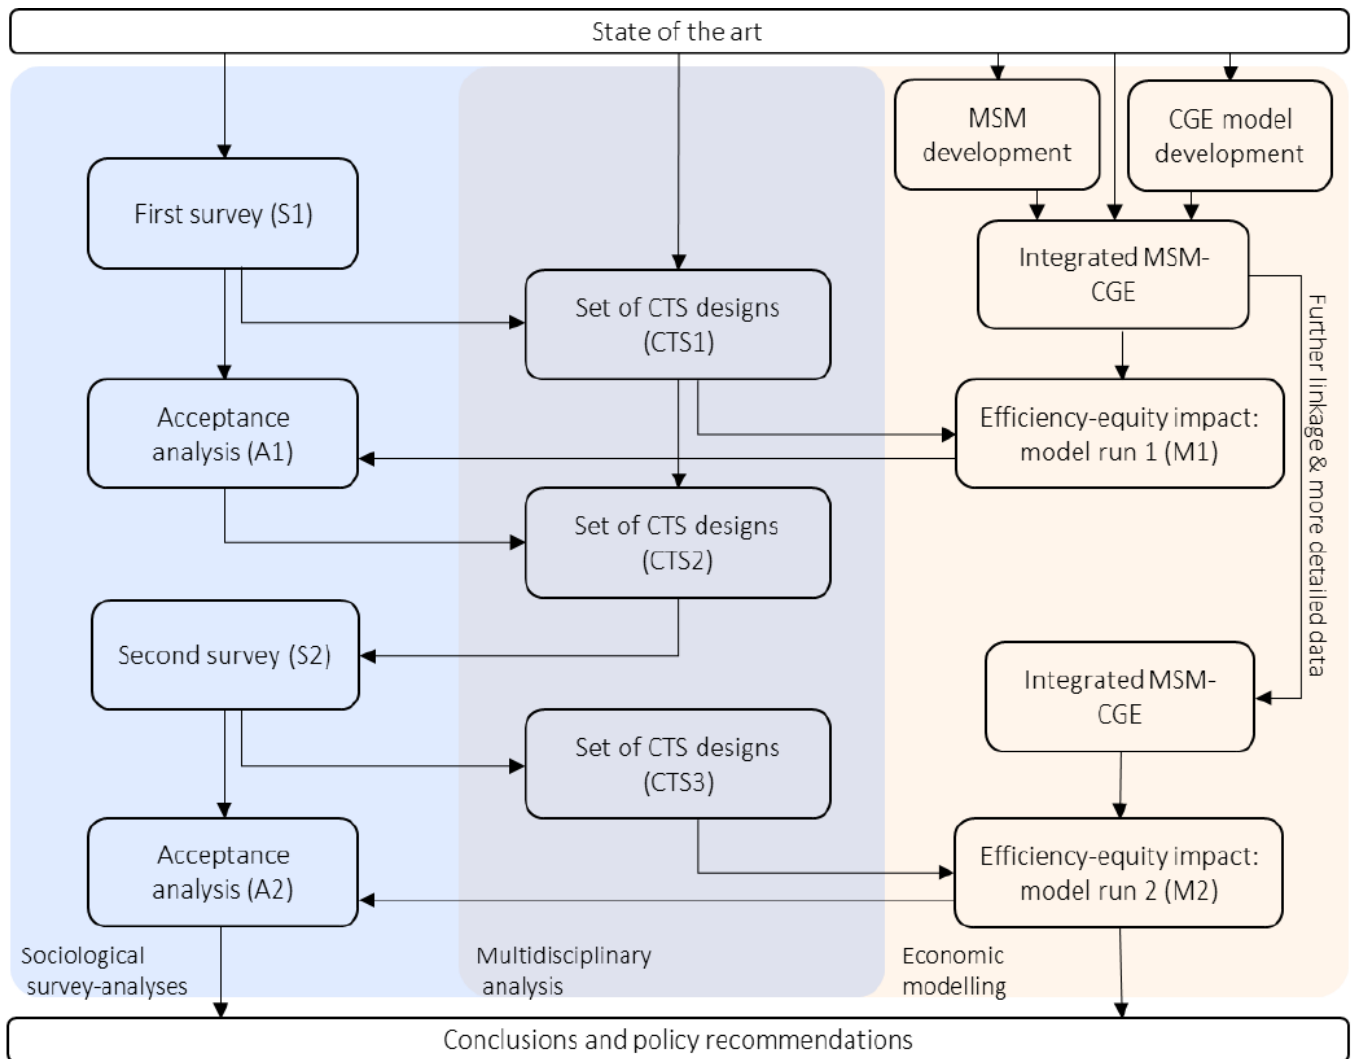 State of the art
MSM
development
CGE model
development
First survey (S1)
Integrated MSM-
CGE
Set of CTS designs
(CTS1)
Further linkage & more detailed data
Acceptance
analysis (A1)
Efficiency-equity impact:
model run 1 (M1)
Set of CTS designs
(CTS2)
Second survey (S2)
Integrated MSM-
CGE
Set of CTS designs
(CTS3)
Acceptance
analysis (A2)
Efficiency-equity impact:
model run 2 (M2)
Sociological
survey-analyses
Multidisciplinary
analysis
Economic
modelling
Conclusions and policy recommendations